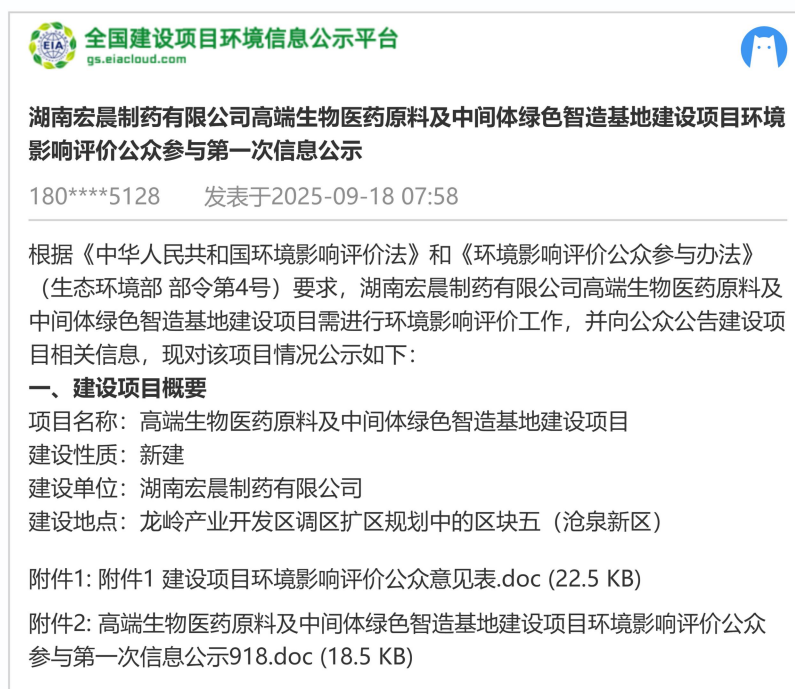 EIA
全国建设项目环境信息公示平台
gs.eiacloud.com
湖南宏晨制药有限公司高端生物医药原料及中间体绿色智造基地建设项目环境
影响评价公众参与第一次信息公示
180****5128 发表于2025-09-18 07:58
根据《中华人民共和国环境影响评价法》和《环境影响评价公众参与办法》
（生态环境部 部令第4号）要求，湖南宏晨制药有限公司高端生物医药原料及
中间体绿色智造基地建设项目需进行环境影响评价工作，并向公众公告建设项
目相关信息，现对该项目情况公示如下：
一、建设项目概要
项目名称：高端生物医药原料及中间体绿色智造基地建设项目
建设性质：新建
建设单位：湖南宏晨制药有限公司
建设地点：龙岭产业开发区调区扩区规划中的区块五（沧泉新区）
附件1: 附件1 建设项目环境影响评价公众意见表.doc (22.5 KB)
附件2: 高端生物医药原料及中间体绿色智造基地建设项目环境影响评价公众
参与第一次信息公示918.doc (18.5 KB)